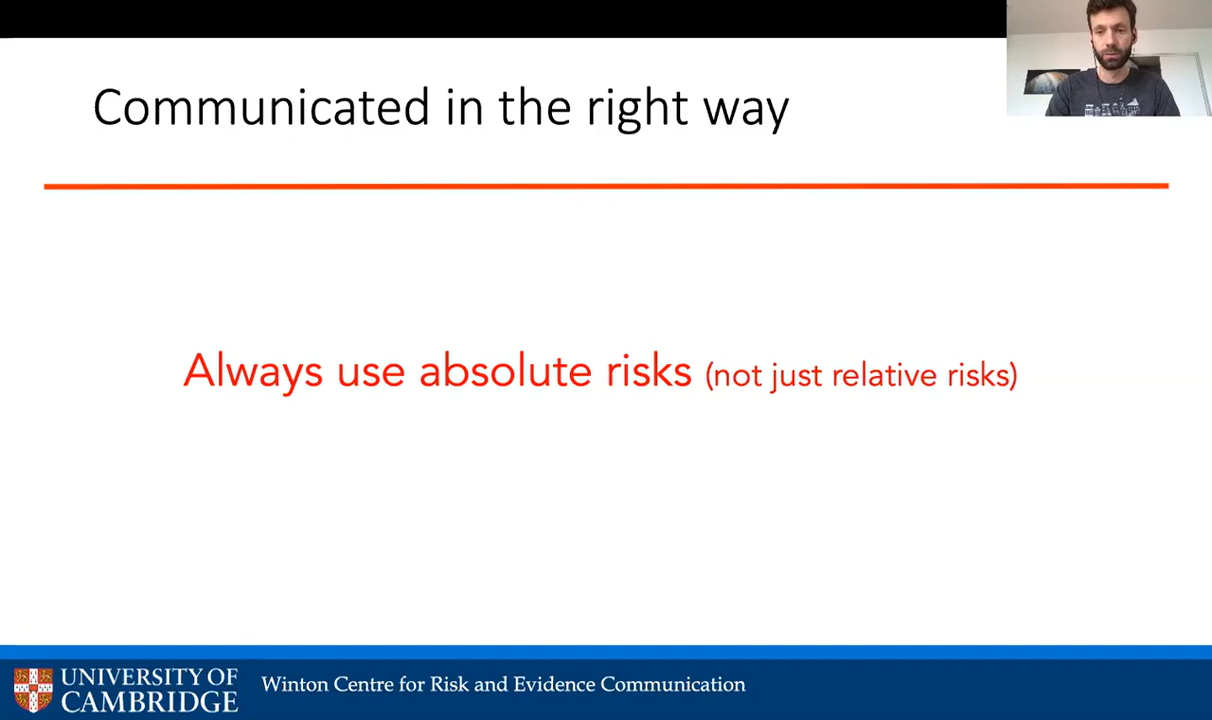 Communicated in the right way
Always use absolute risks (not just relative risks)
UNIVERSITY OF
CAMBRIDGE
Winton Centre for Risk and Evidence Communication